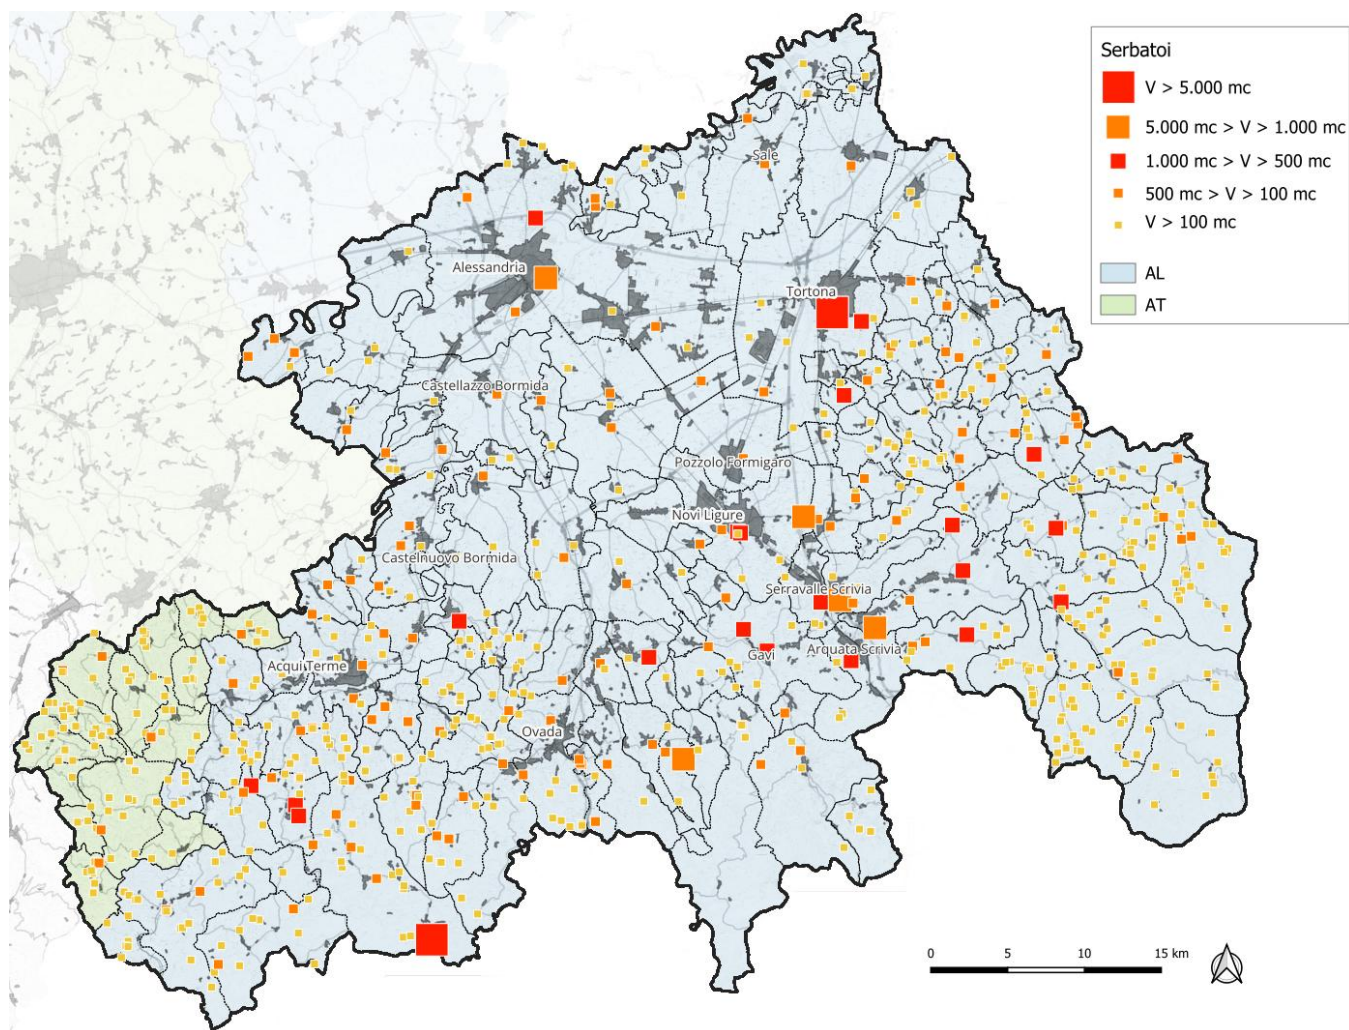 Serbatoi
V > 5.000 mc
5.000 mc > V > 1.000 mc
1.000 mc > V > 500 mc
500 mc > V > 100 mc
V > 100 mc
AL
AT
Sale
Alessandria
Tortona
Castellazzo Bormida
Pozzolo Formigaro
Novi Ligure
Castelnuovo Bormida
Serravalle Scrivia
Acqui Terme
Gavi
Arquata Scrivia
Ovada
0 5 10 15 km